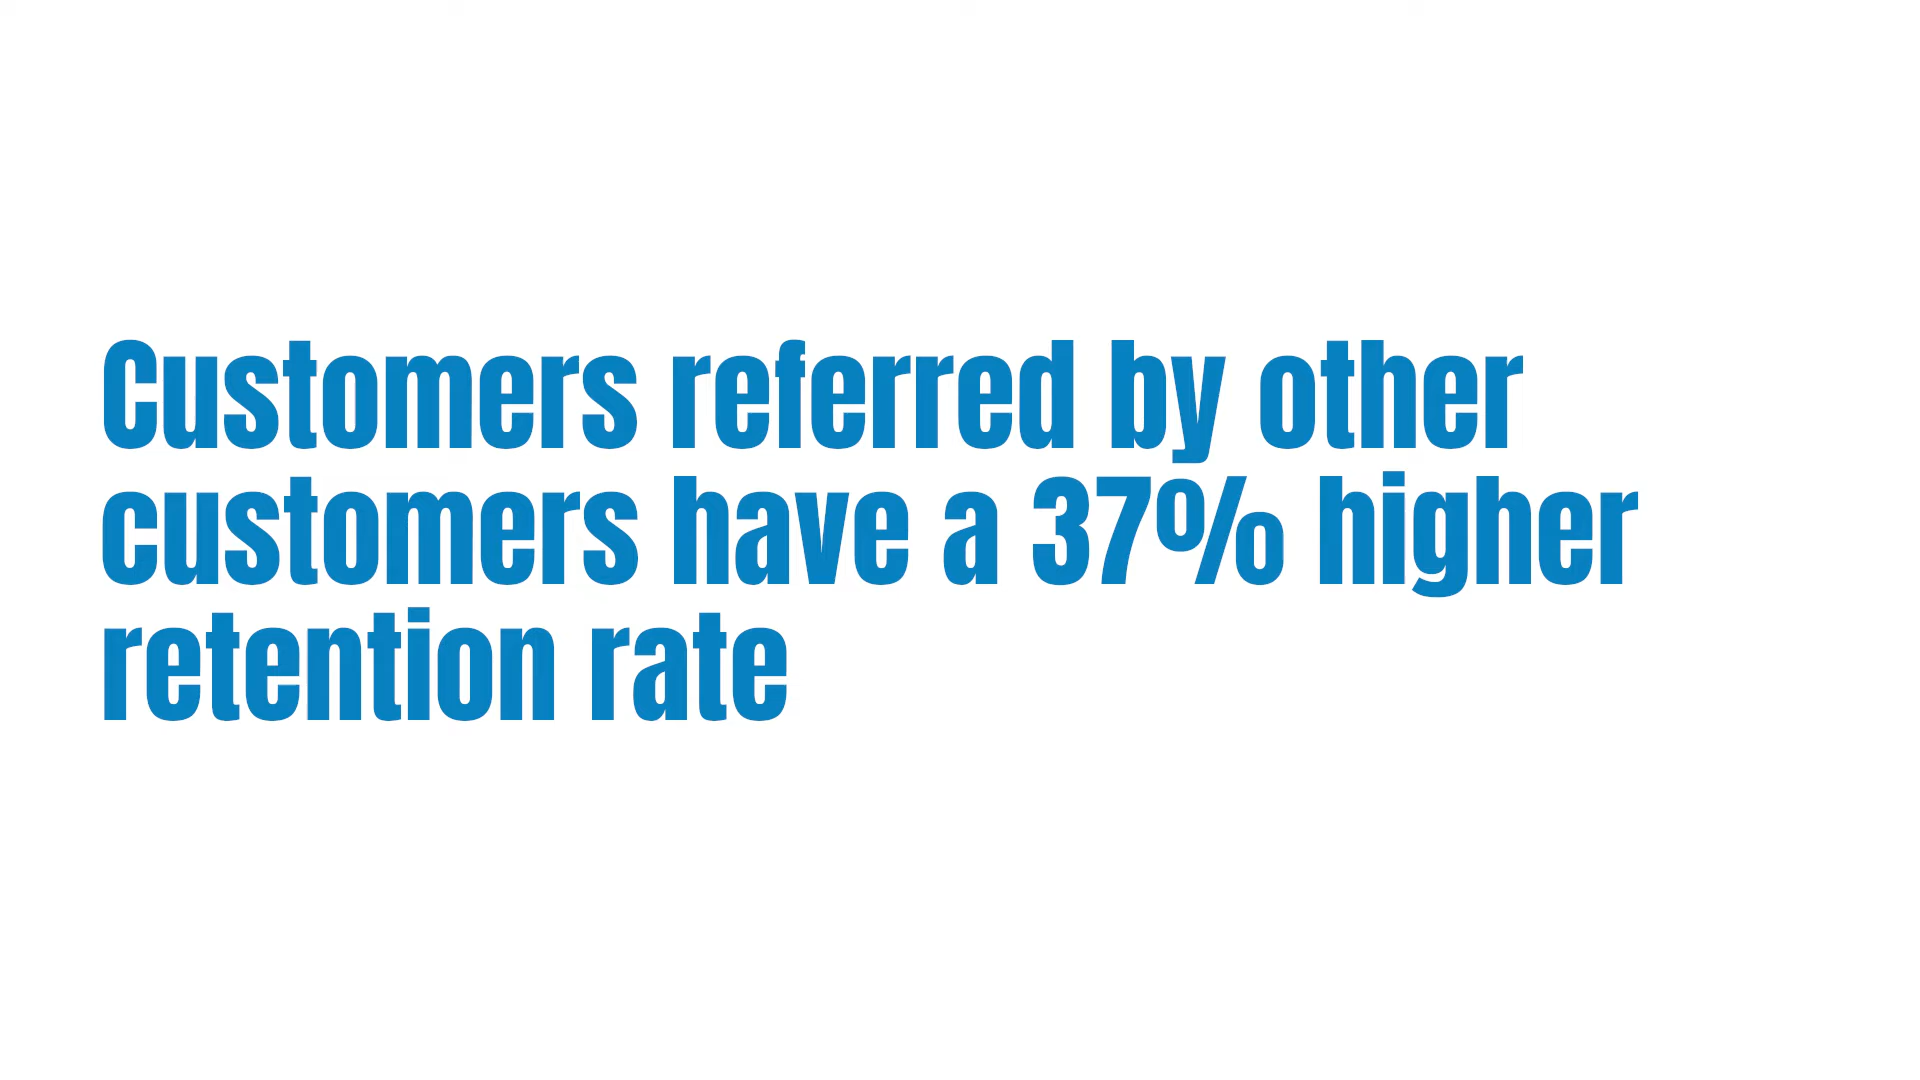 Customers referred by other
customers have a 37% higher
retention rate